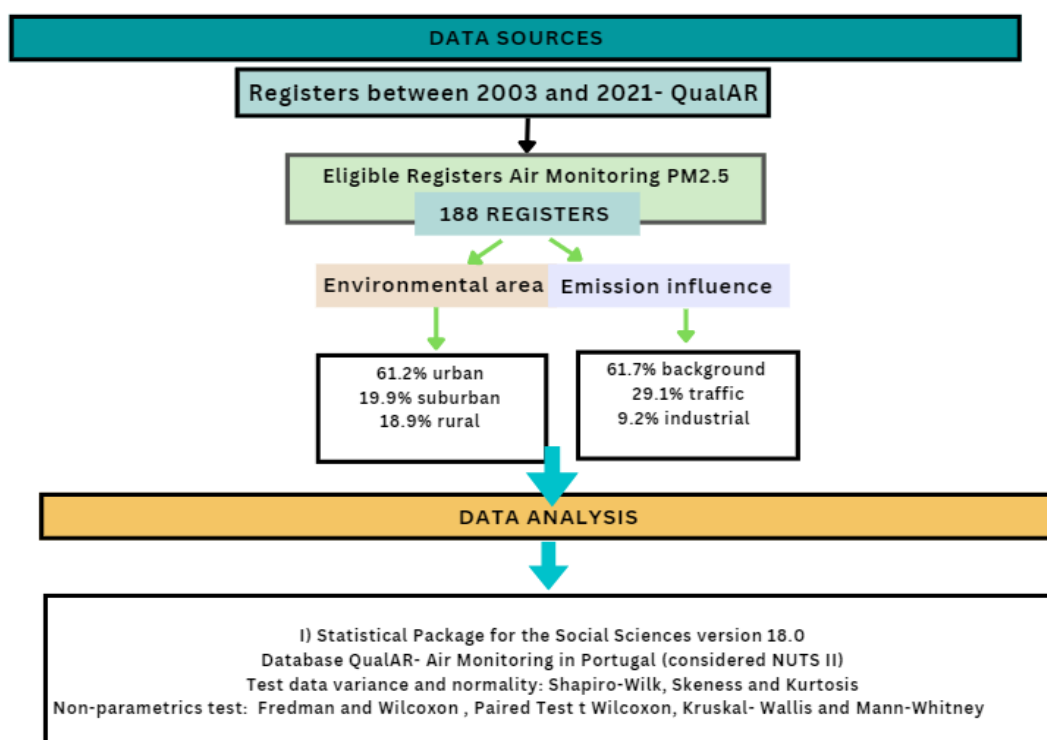 DATA SOURCES
Registers between 2003 and 2021- QualAR
Eligible Registers Air Monitoring PM2.5
188 REGISTERS
Environmental area
Emission influence
61.2% urban
19.9% suburban
18.9% rural
61.7% background
29.1% traffic
9.2% industrial
DATA ANALYSIS
I) Statistical Package for the Social Sciences version 18.0
Database QualAR- Air Monitoring in Portugal (considered NUTS II)
Test data variance and normality: Shapiro-Wilk, Skeness and Kurtosis
Non-parametrics test: Fredman and Wilcoxon , Paired Test t Wilcoxon, Kruskal- Wallis and Mann-Whitney